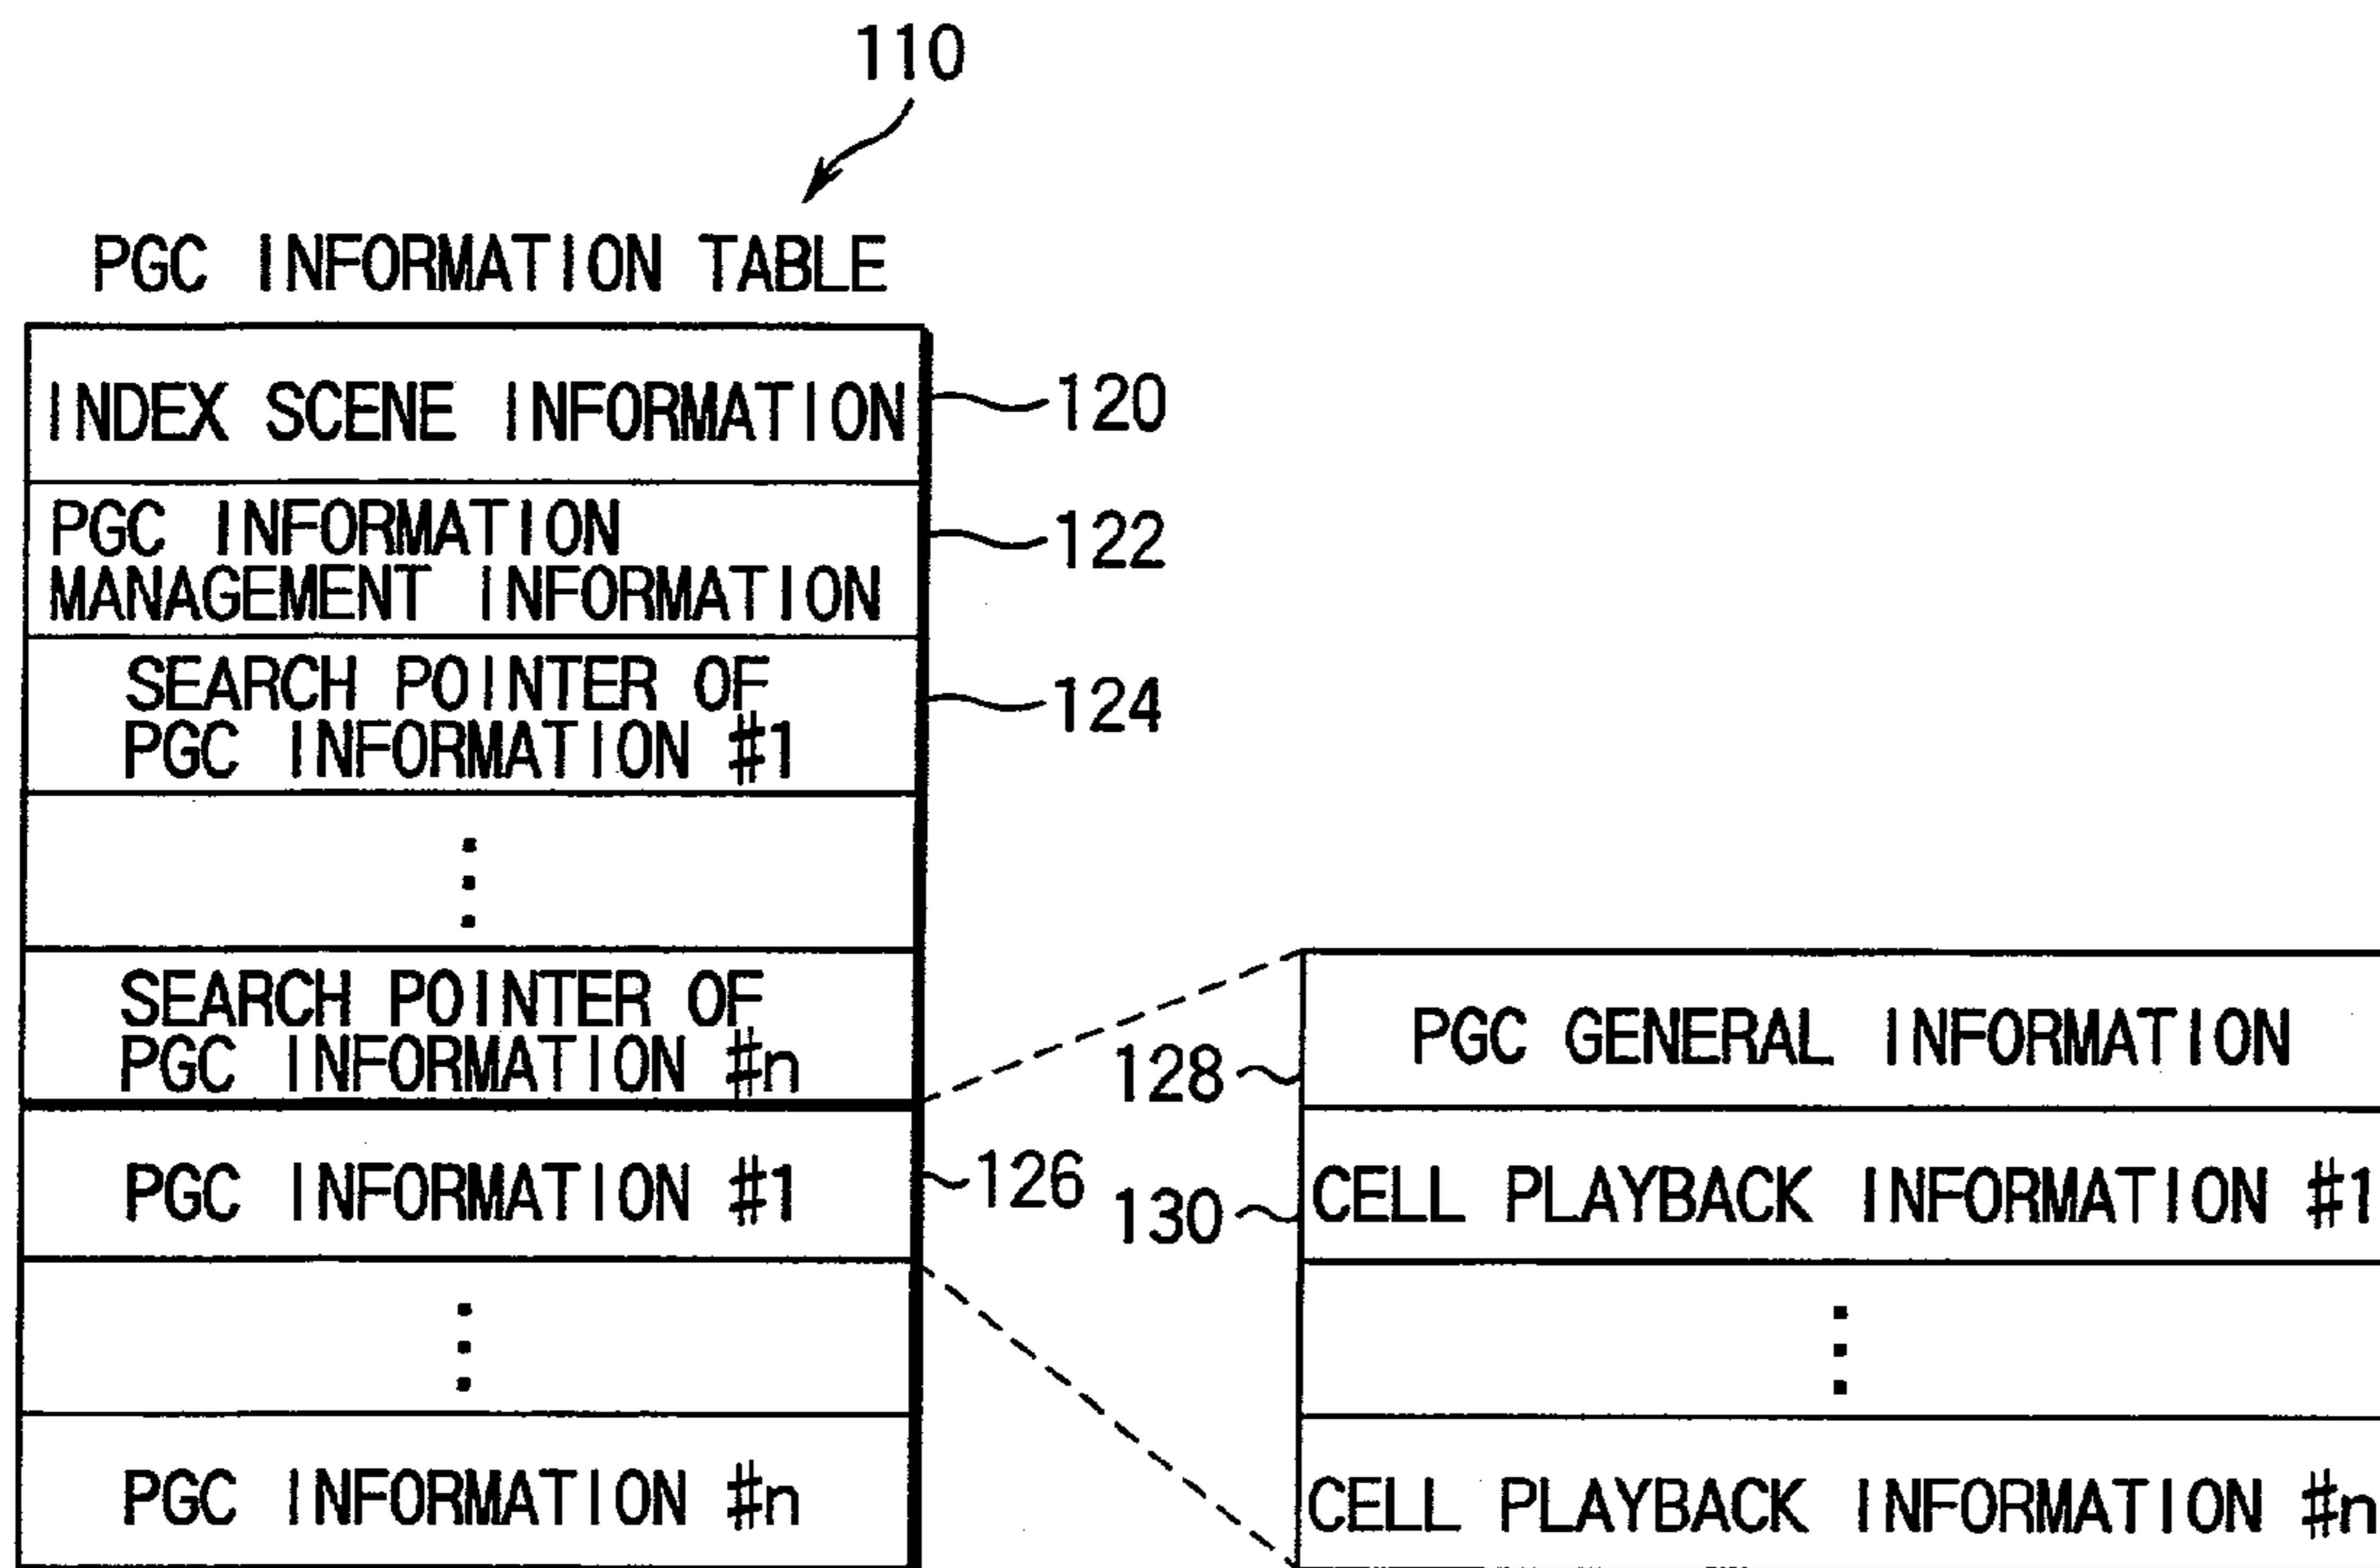 110
PGC INFORMATION TABLE
INDEX SCENE INFORMATION
120
PGC INFORMATION
MANAGEMENT INFORMATION
122
SEARCH POINTER OF
PGC INFORMATION #1
124
SEARCH POINTER OF
PGC INFORMATION #n
PGC INFORMATION #1
126
PGC INFORMATION #n
128
PGC GENERAL INFORMATION
130
CELL PLAYBACK INFORMATION #1
CELL PLAYBACK INFORMATION #n